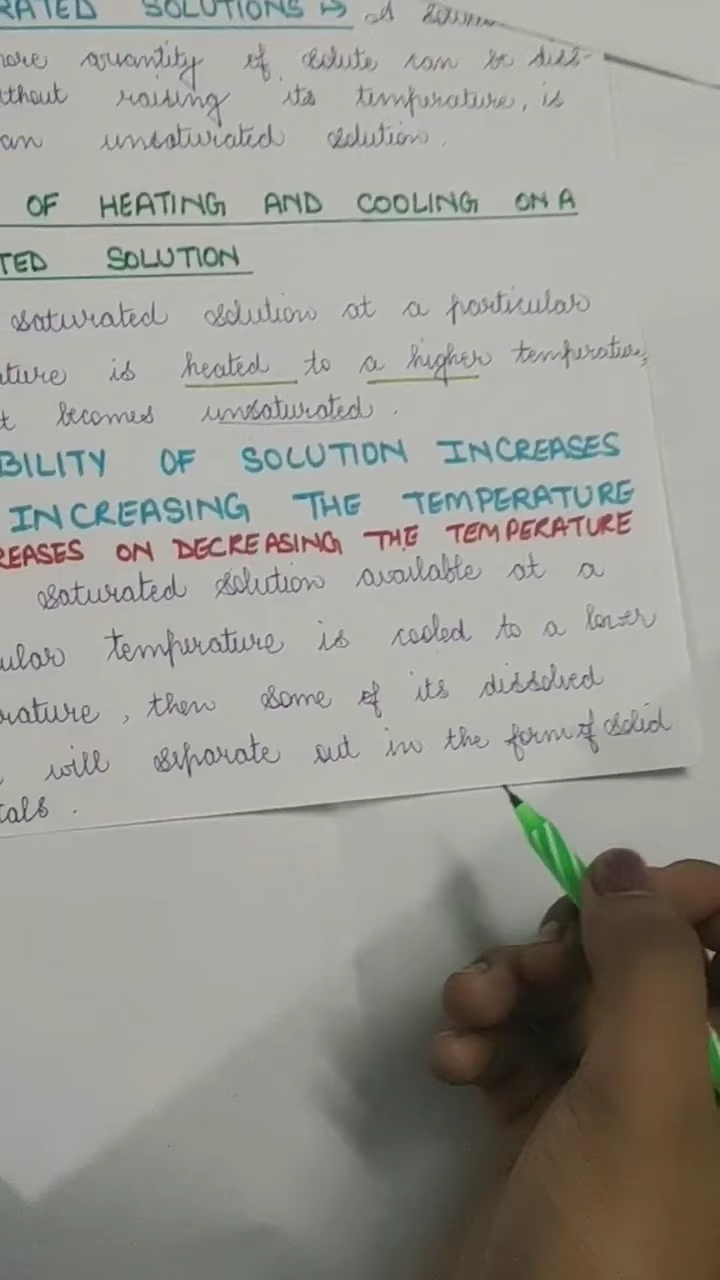 RATED SOLUTIONS :→ A
more quantity of solute can be diss-
ithout raising its temperature, is
an unsaturated solution.
OF HEATING AND COOLING ON A
TED SOLUTION
saturated solution at a particular
ature is heated to a higher temperature,
t becomes unsaturated.
BILITY OF SOLUTION INCREASES
INCREASING THE TEMPERATURE
REASES ON DECREASING THE TEMPERATURE
saturated solution available at a
ular temperature is cooled to a lower
rature, then some of its dissolved
will separate out in the form of solid
tals.